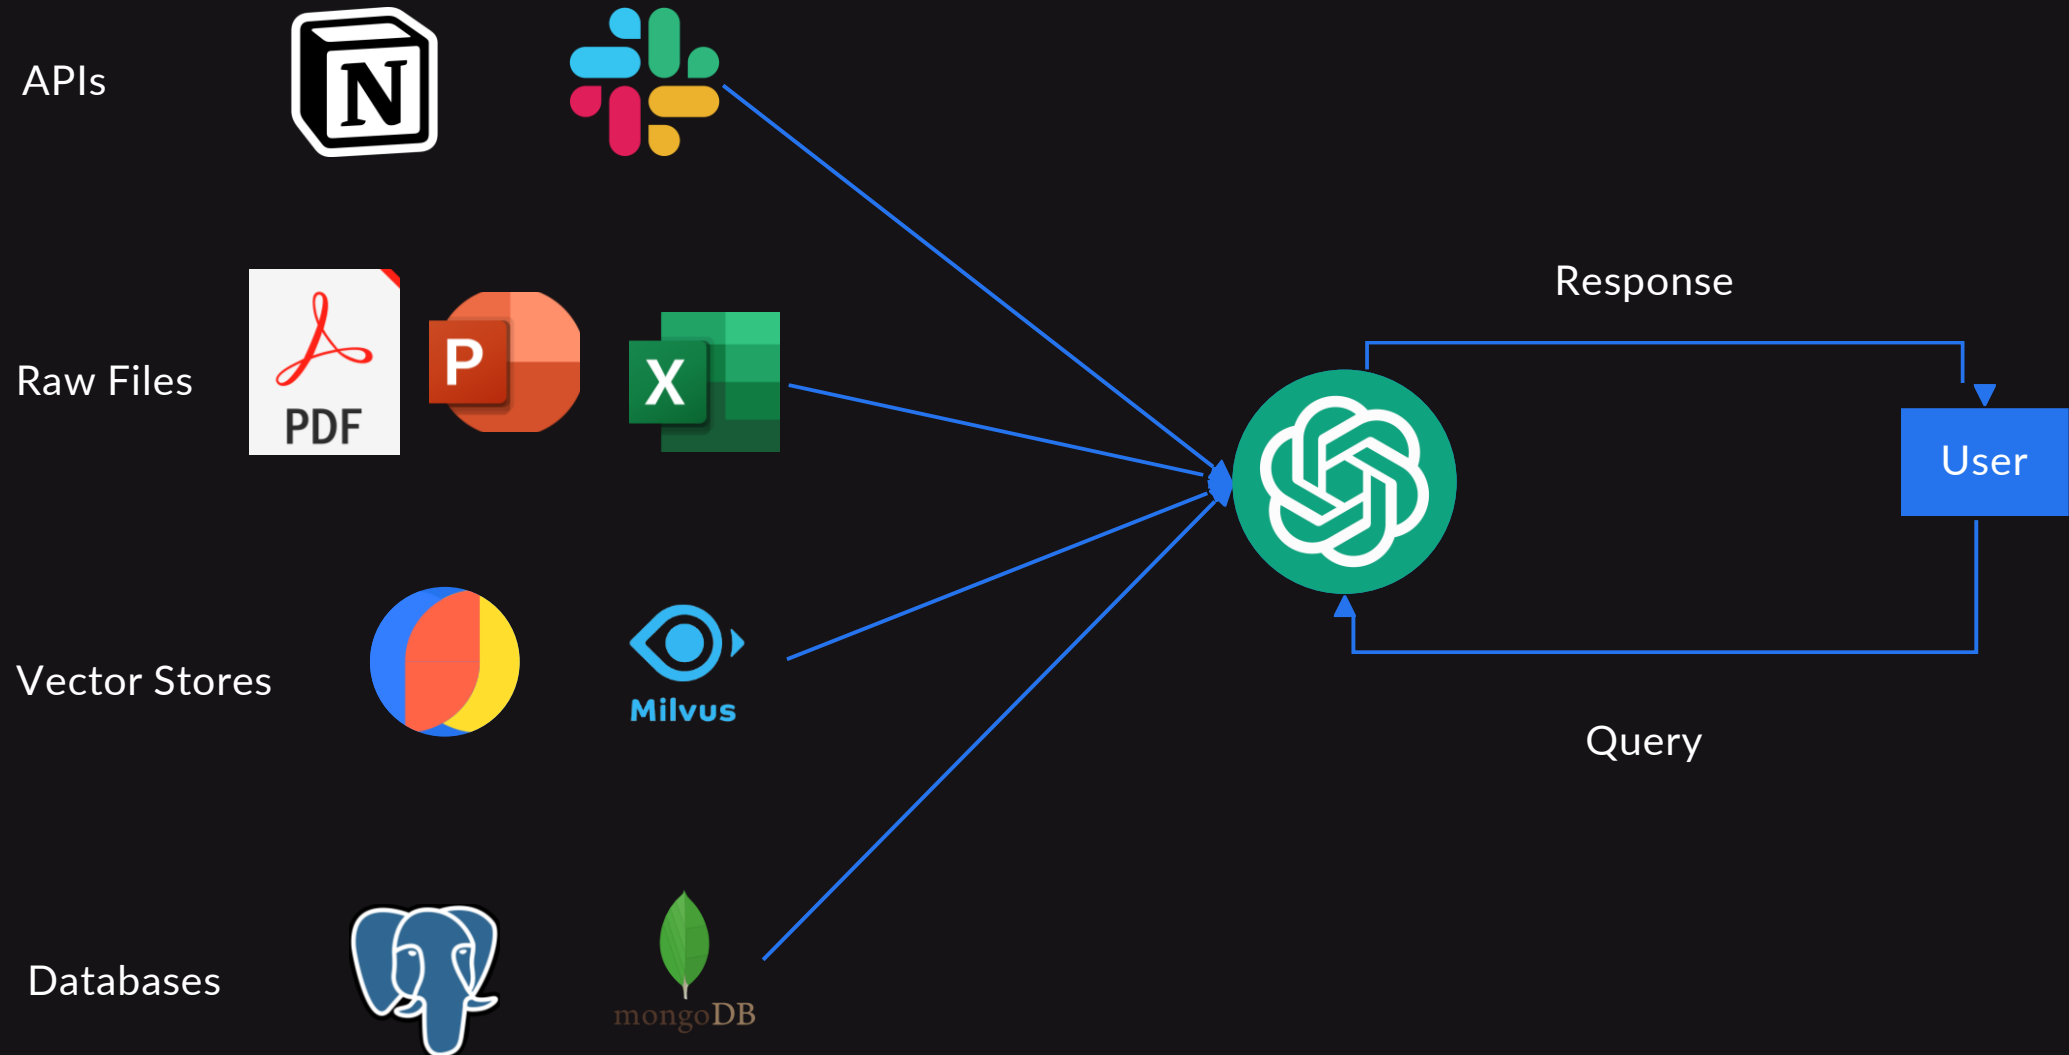 APIs
N
Raw Files
PDF
P
X
Response
User
Vector Stores
Milvus
Query
Databases
mongoDB